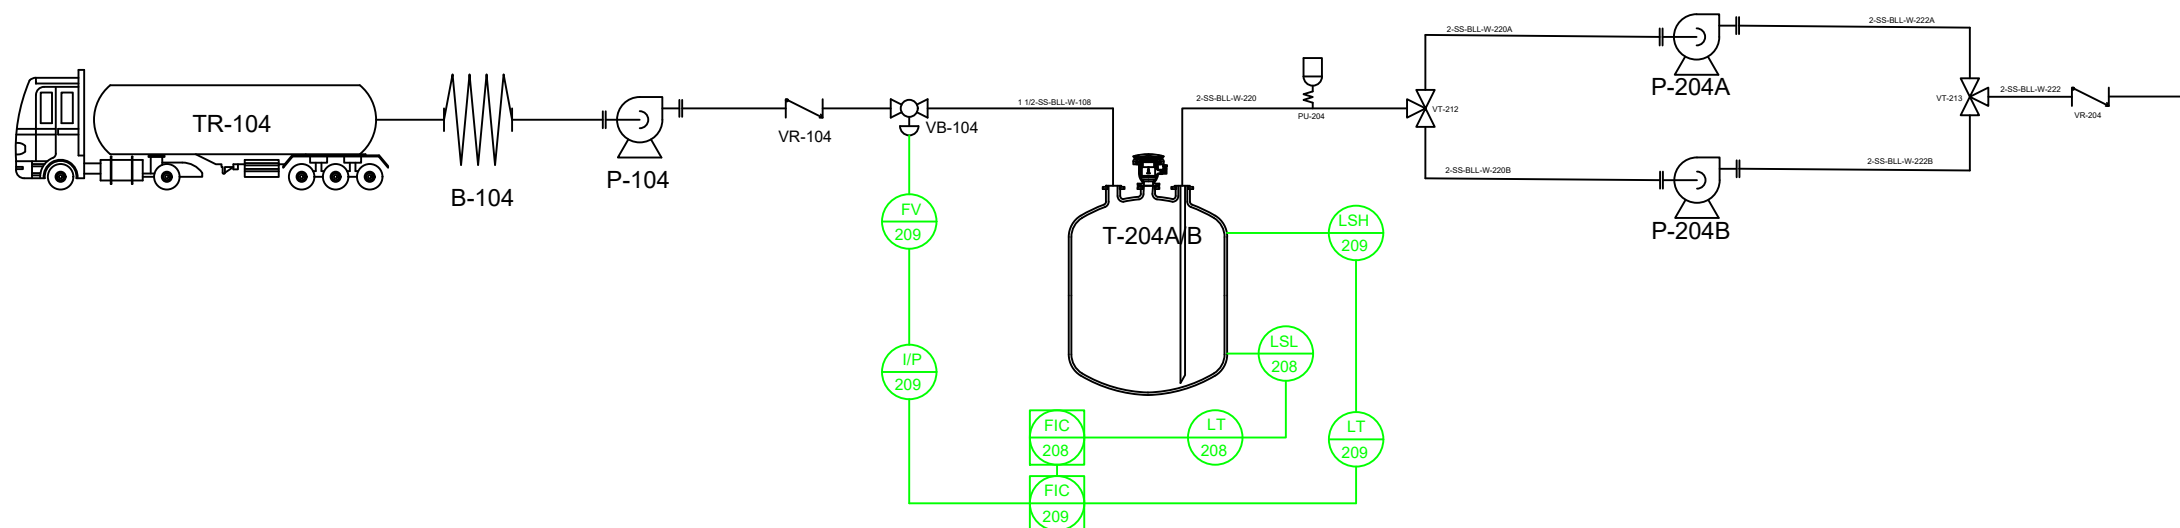 2-SS-BLL-W-220A
2-SS-BLL-W-222A
P-204A
TR-104
B-104
P-104
VR-104
VB-104
1 1/2-SS-BLL-W-108
2-SS-BLL-W-220
PU-204
VT-212
VT-213
2-SS-BLL-W-222
VR-204
2-SS-BLL-W-220B
2-SS-BLL-W-222B
P-204B
T-204A/B
FV
209
LSH
209
I/P
209
LSL
208
FIC
208
LT
208
LT
209
FIC
209